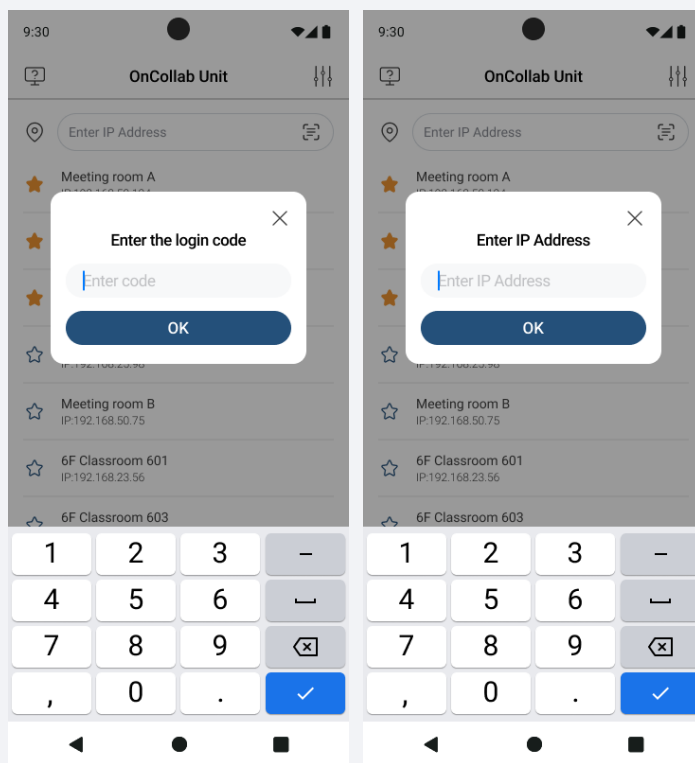 9:30
OnCollab Unit
Enter IP Address
Meeting room A
Enter the login code
Enter code
OK
Meeting room B
IP:192.168.50.75
6F Classroom 601
IP:192.168.23.56
6F Classroom 603
1 2 3 –
4 5 6
7 8 9
, 0 .
9:30
OnCollab Unit
Enter IP Address
Meeting room A
Enter IP Address
Enter IP Address
OK
Meeting room B
IP:192.168.50.75
6F Classroom 601
IP:192.168.23.56
6F Classroom 603
1 2 3 –
4 5 6
7 8 9
, 0 .